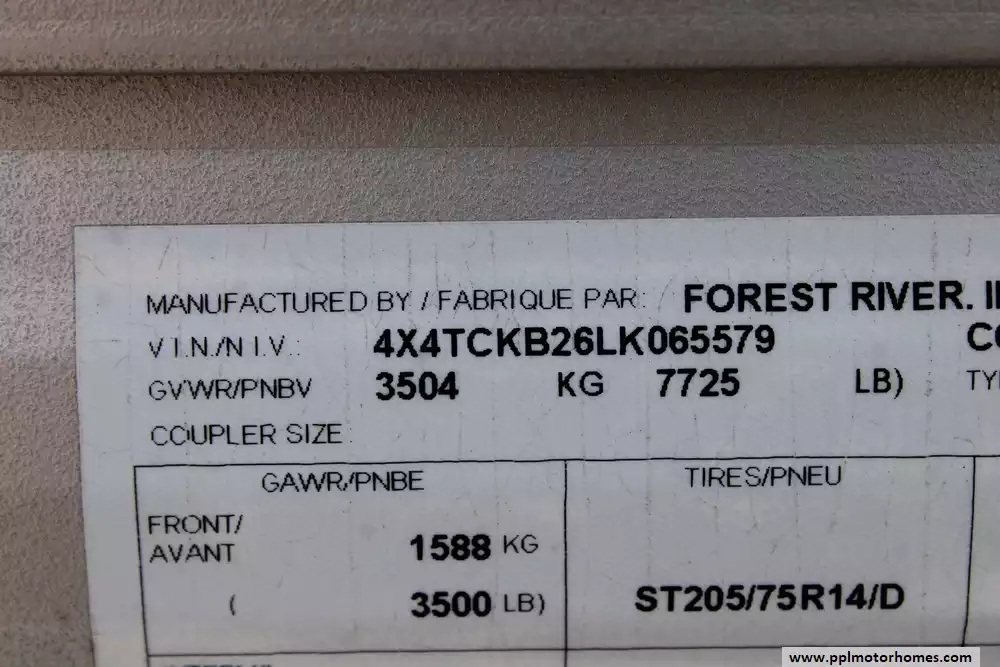 MANUFACTURED BY / FABRIQUE PAR: FOREST RIVER.
V.I.N./N.I.V.: 4X4TCKB26LK065579
GVWR/PNBV 3504 KG 7725 LB)
COUPLER SIZE:
GAWR/PNBE TIRES/PNEU
FRONT/
AVANT 1588 KG
( 3500 LB) ST205/75R14/D
www.pplmotorhomes.com